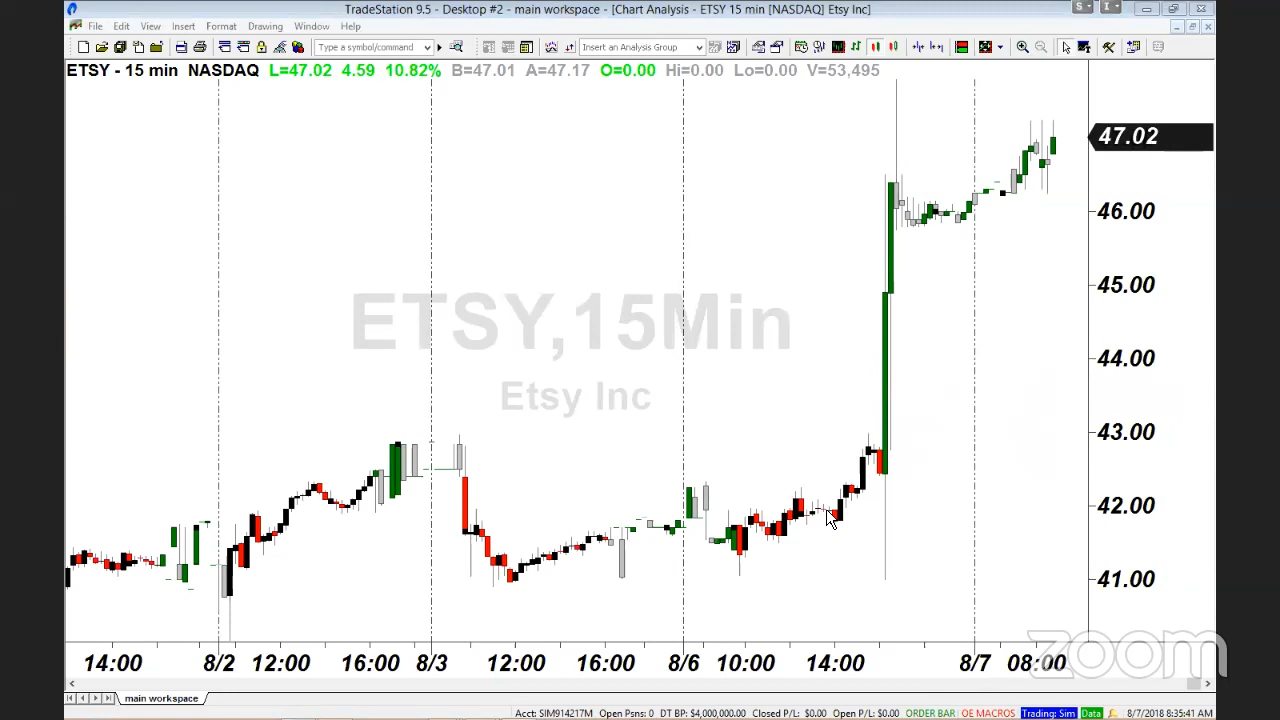 TradeStation 9.5 - Desktop #2 - main workspace - [Chart Analysis - ETSY 15 min [NASDAQ] Etsy Inc]
S
I
File Edit View Insert Format Drawing Window Help
Type a symbol/command
Insert an Analysis Group
ETSY - 15 min NASDAQ L=47.02 4.59 10.82% B=47.01 A=47.17 O=0.00 Hi=0.00 Lo=0.00 V=53,495
47.02
46.00
45.00
44.00
43.00
42.00
41.00
ETSY,15Min
Etsy Inc
14:00 8/2 12:00 16:00 8/3 12:00 16:00 8/6 10:00 14:00 8/7 08:00
zoom
main workspace
Acct: SIM914217M Open Psns: 0 DT BP: $4,000,000.00 Closed P/L: $0.00 Open P/L: $0.00 ORDER BAR OE MACROS Trading: Sim Data 8/7/2018 8:35:41 AM